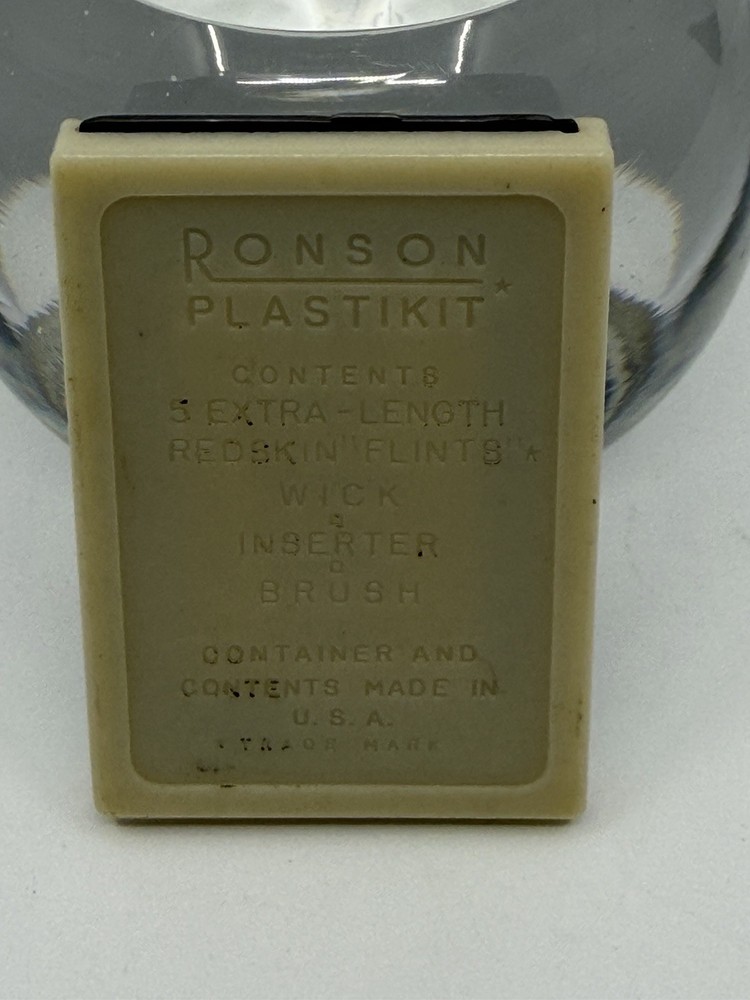 RONSON
PLASTIKIT*
CONTENTS
5 EXTRA-LENGTH
REDSKIN "FLINTS"*
WICK
INSERTER
BRUSH
CONTAINER AND
CONTENTS MADE IN
U.S.A.
* TRADE MARK